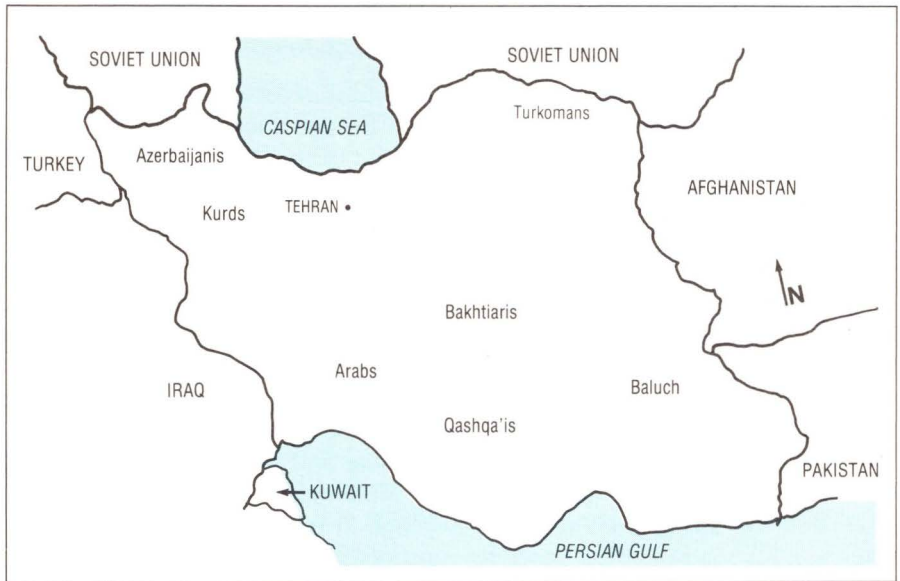 SOVIET UNION
SOVIET UNION
CASPIAN SEA
Turkomans
TURKEY
Azerbaijanis
AFGHANISTAN
Kurds
TEHRAN
N
Bakhtiaris
Arabs
IRAQ
Baluch
Qashqa'is
PAKISTAN
KUWAIT
PERSIAN GULF